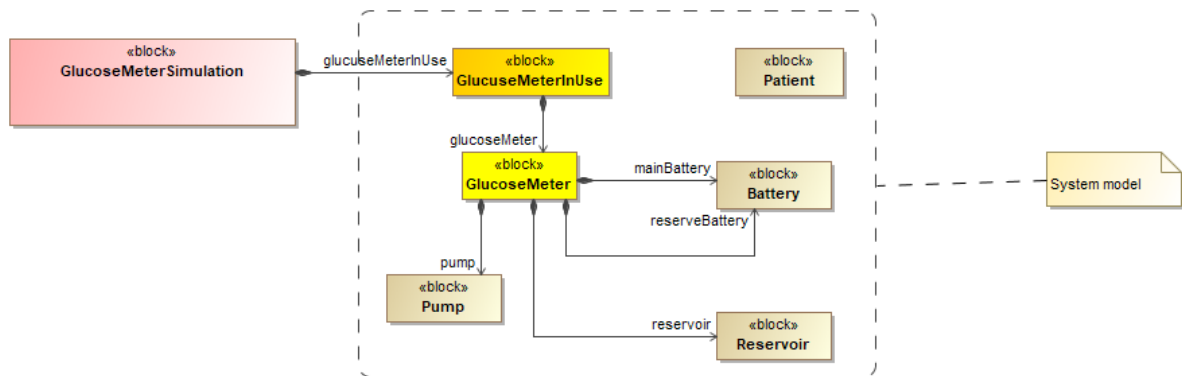 «block»
GlucoseMeterSimulation
glucuseMeterInUse
«block»
GlucuseMeterInUse
«block»
Patient
glucoseMeter
«block»
GlucoseMeter
mainBattery
«block»
Battery
System model
reserveBattery
pump
«block»
Pump
reservoir
«block»
Reservoir